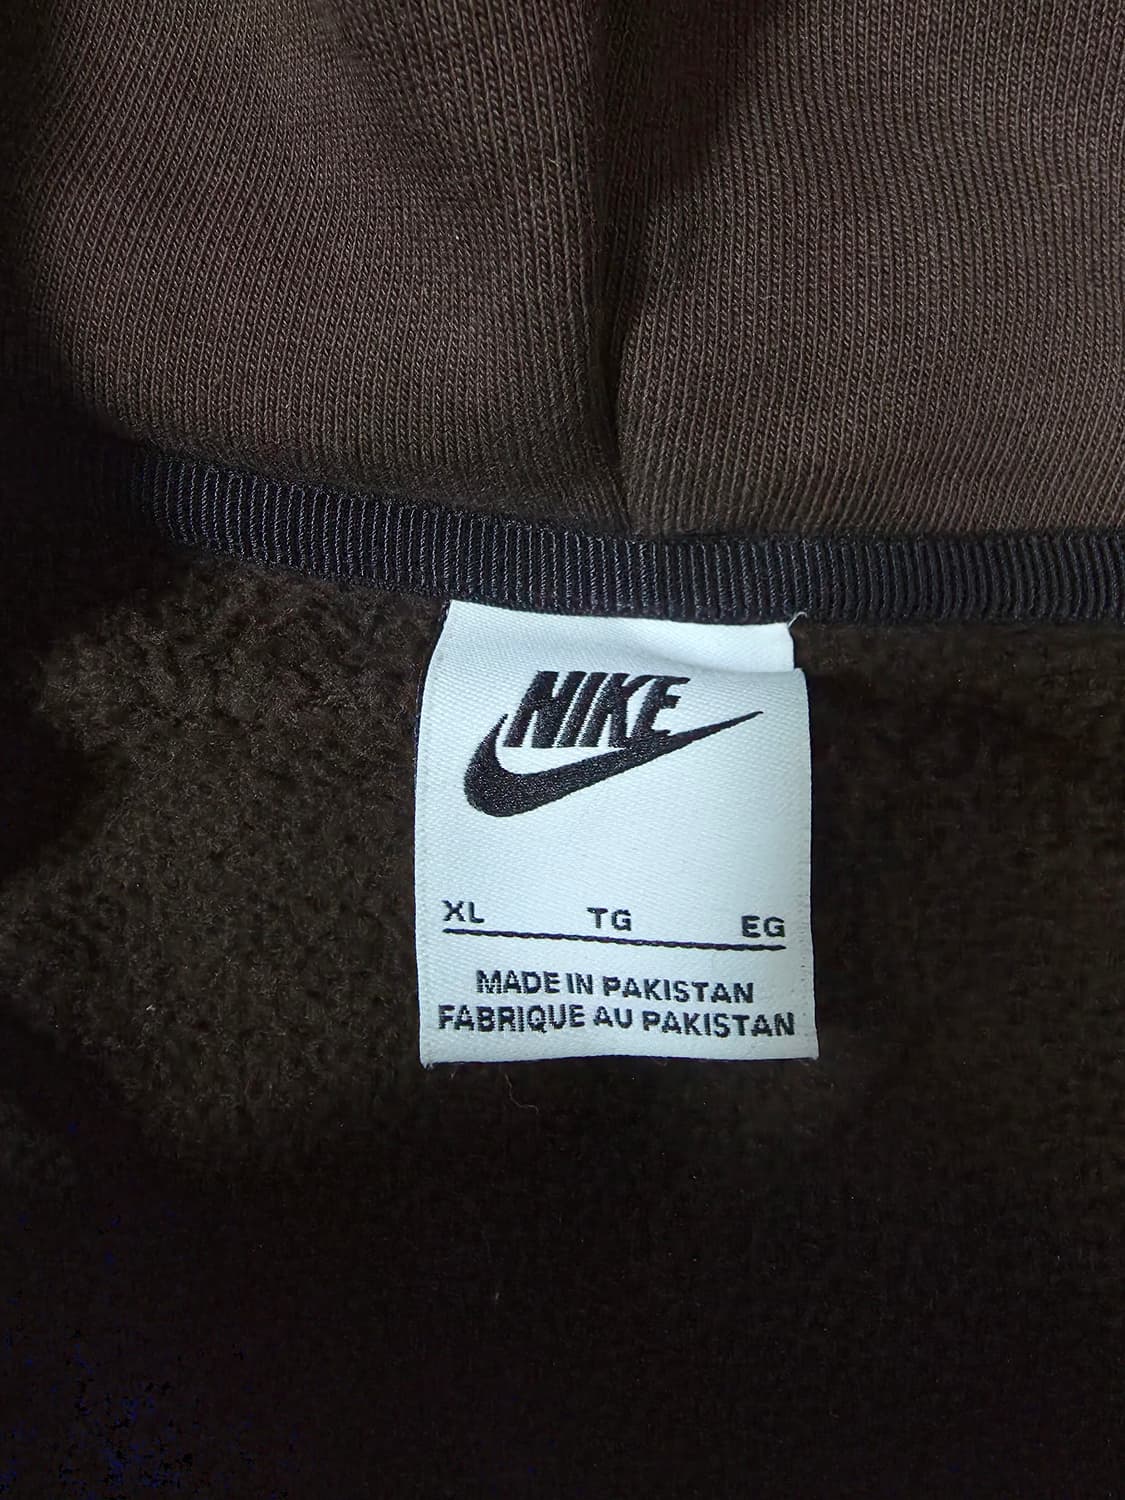 NIKE
XL TG EG
MADE IN PAKISTAN
FABRIQUE AU PAKISTAN